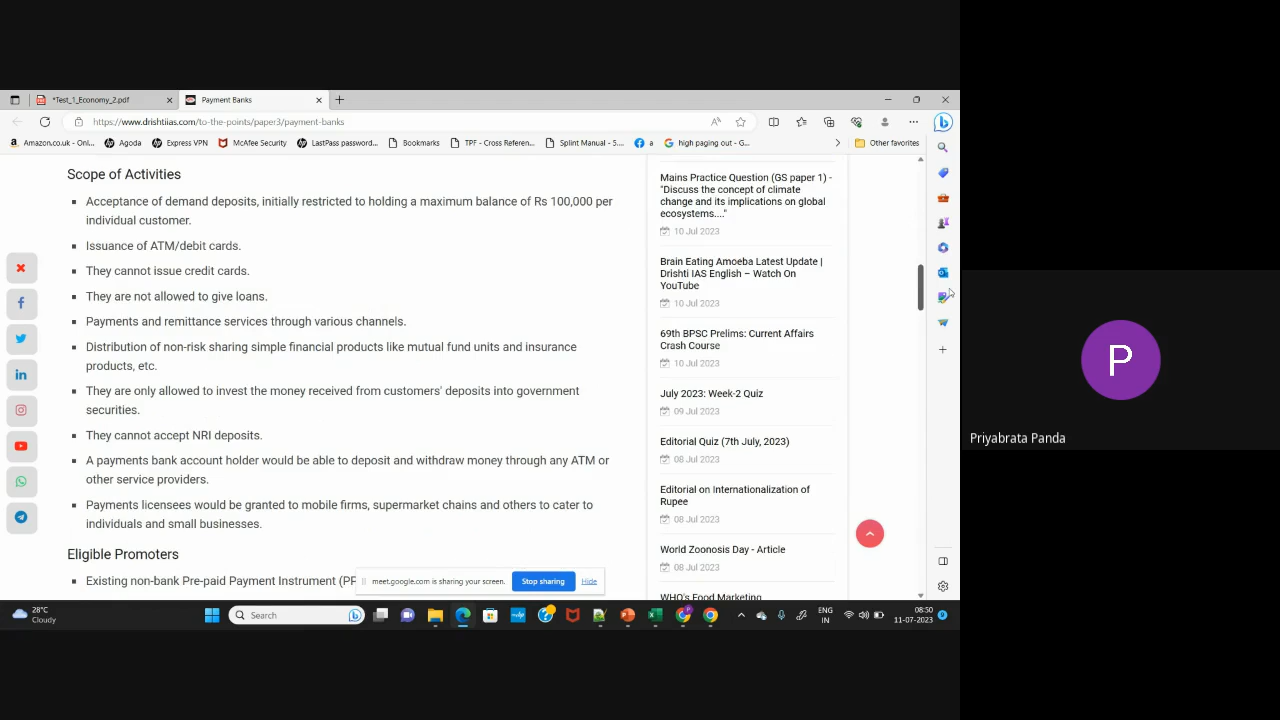 *Test_1_Economy_2.pdf
Payment Banks
https://www.drishtiias.com/to-the-points/paper3/payment-banks
Amazon.co.uk - Onl...
Agoda
Express VPN
McAfee Security
LastPass password...
Bookmarks
TPF - Cross Referen...
Splint Manual - 5....
a
high paging out - G...
Other favorites
Scope of Activities
Acceptance of demand deposits, initially restricted to holding a maximum balance of Rs 100,000 per
individual customer.
Issuance of ATM/debit cards.
They cannot issue credit cards.
They are not allowed to give loans.
Payments and remittance services through various channels.
Distribution of non-risk sharing simple financial products like mutual fund units and insurance
products, etc.
They are only allowed to invest the money received from customers' deposits into government
securities.
They cannot accept NRI deposits.
A payments bank account holder would be able to deposit and withdraw money through any ATM or
other service providers.
Payments licensees would be granted to mobile firms, supermarket chains and others to cater to
individuals and small businesses.
Eligible Promoters
Existing non-bank Pre-paid Payment Instrument (PP
Mains Practice Question (GS paper 1) -
"Discuss the concept of climate
change and its implications on global
ecosystems...."
10 Jul 2023
Brain Eating Amoeba Latest Update |
Drishti IAS English – Watch On
YouTube
10 Jul 2023
69th BPSC Prelims: Current Affairs
Crash Course
10 Jul 2023
July 2023: Week-2 Quiz
09 Jul 2023
Editorial Quiz (7th July, 2023)
08 Jul 2023
Editorial on Internationalization of
Rupee
08 Jul 2023
World Zoonosis Day - Article
08 Jul 2023
WHO's Food Marketing
meet.google.com is sharing your screen.
Stop sharing
Hide
28°C
Cloudy
Search
ENG
IN
08:50
11-07-2023
P
Priyabrata Panda